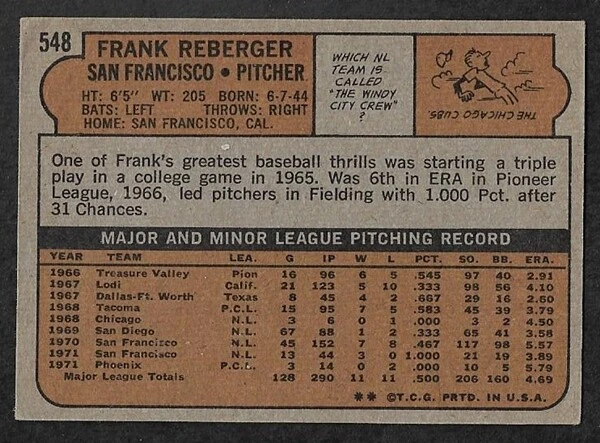 548
FRANK REBERGER
SAN FRANCISCO • PITCHER
HT: 6'5" WT: 205 BORN: 6-7-44
BATS: LEFT THROWS: RIGHT
HOME: SAN FRANCISCO, CAL.
WHICH NL
TEAM IS
CALLED
"THE WINDY
CITY CREW"
?
THE CHICAGO CUBS
One of Frank's greatest baseball thrills was starting a triple
play in a college game in 1965. Was 6th in ERA in Pioneer
League, 1966, led pitchers in Fielding with 1.000 Pct. after
31 Chances.
MAJOR AND MINOR LEAGUE PITCHING RECORD
YEAR TEAM LEA. G IP W L PCT. SO. BB. ERA.
1966 Treasure Valley Pion 16 96 6 5 .545 97 40 2.91
1967 Lodi Calif. 21 123 5 10 .333 98 56 4.10
1967 Dallas-Ft. Worth Texas 8 45 4 2 .667 29 16 2.60
1968 Tacoma P.C.L. 15 95 7 5 .583 45 39 3.79
1968 Chicago N.L. 3 6 0 1 .000 3 2 4.50
1969 San Diego N.L. 67 88 1 2 .333 65 41 3.58
1970 San Francisco N.L. 45 152 7 8 .467 117 98 5.57
1971 San Francisco N.L. 13 44 3 0 1.000 21 19 3.89
1971 Phoenix P.C.L. 3 14 0 2 .000 10 5 5.79
Major League Totals 128 290 11 11 .500 206 160 4.69
** ©T.C.G. PRTD. IN U.S.A.